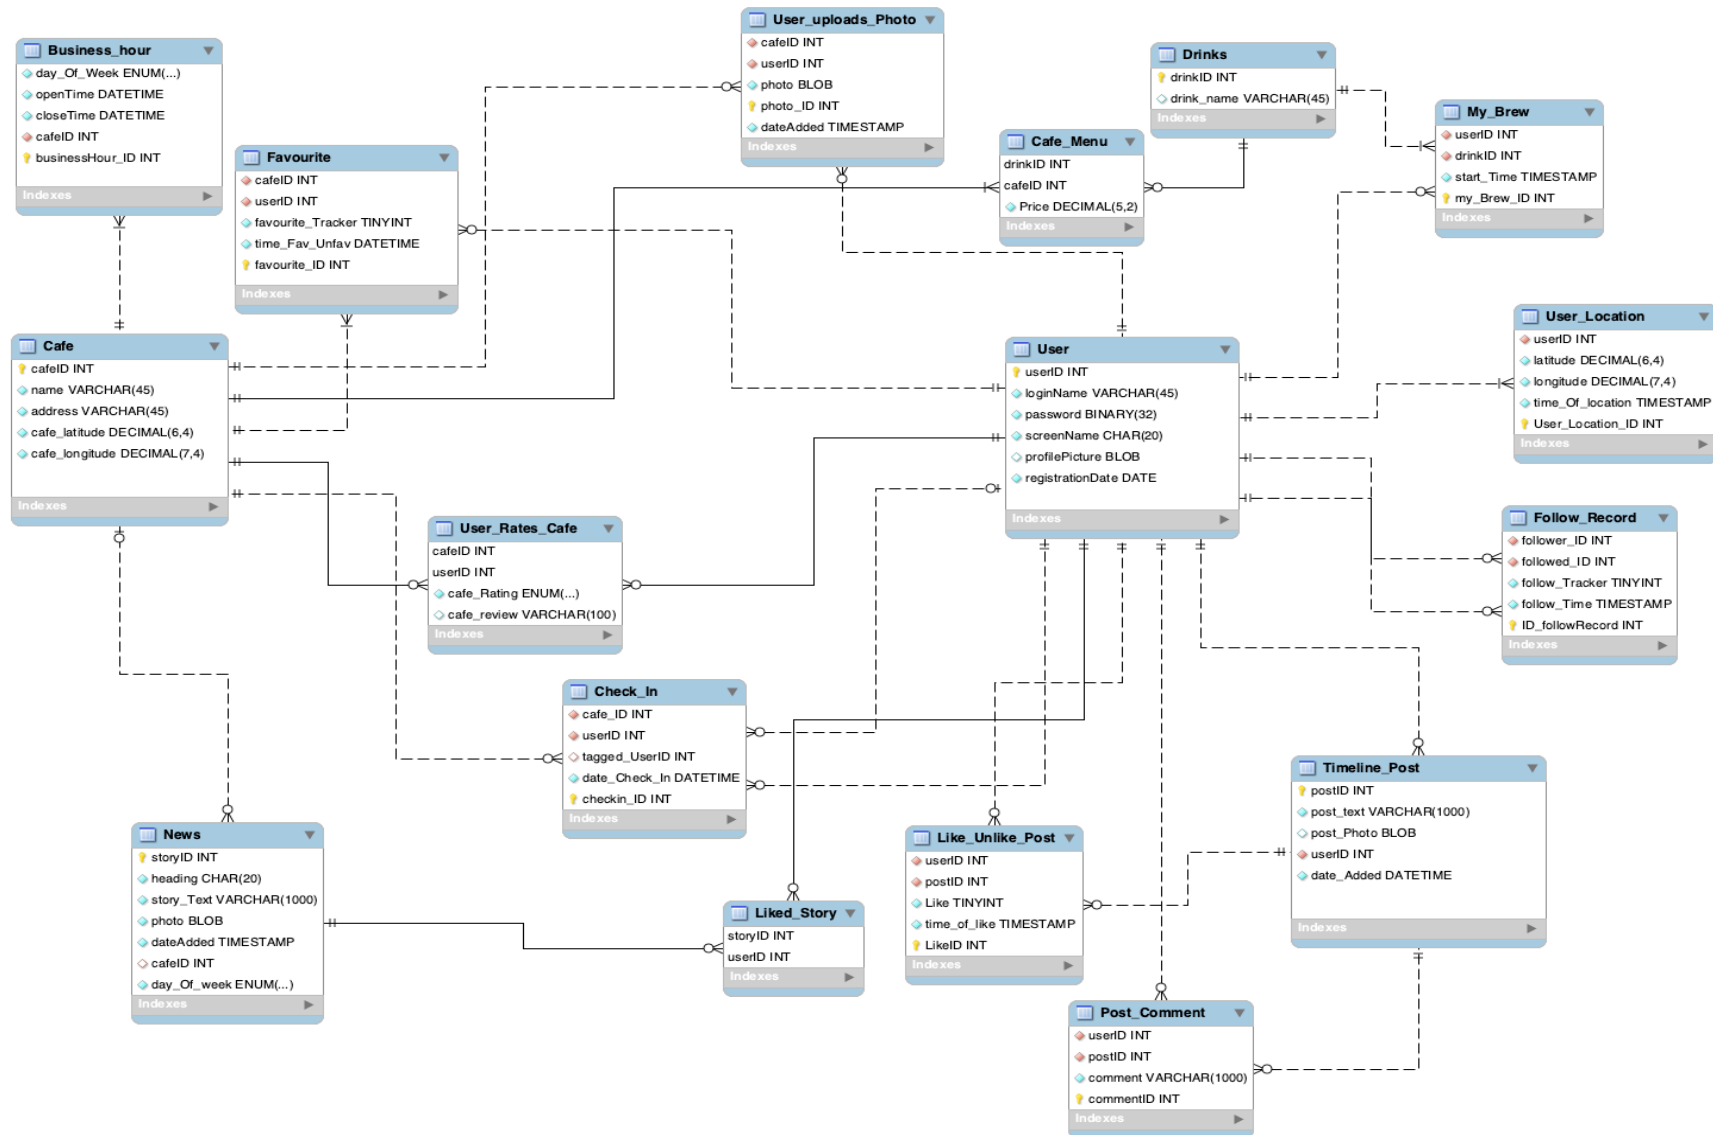 Business_hour
day_Of_Week ENUM(...)
openTime DATETIME
closeTime DATETIME
cafeID INT
businessHour_ID INT
Indexes
Favourite
cafeID INT
userID INT
favourite_Tracker TINYINT
time_Fav_Unfav DATETIME
favourite_ID INT
Indexes
User_uploads_Photo
cafeID INT
userID INT
photo BLOB
photo_ID INT
dateAdded TIMESTAMP
Indexes
Cafe_Menu
drinkID INT
cafeID INT
Price DECIMAL(5,2)
Indexes
Drinks
drinkID INT
drink_name VARCHAR(45)
Indexes
My_Brew
userID INT
drinkID INT
start_Time TIMESTAMP
my_Brew_ID INT
Indexes
Cafe
cafeID INT
name VARCHAR(45)
address VARCHAR(45)
cafe_latitude DECIMAL(6,4)
cafe_longitude DECIMAL(7,4)
Indexes
User
userID INT
loginName VARCHAR(45)
password BINARY(32)
screenName CHAR(20)
profilePicture BLOB
registrationDate DATE
Indexes
User_Location
userID INT
latitude DECIMAL(6,4)
longitude DECIMAL(7,4)
time_Of_location TIMESTAMP
User_Location_ID INT
Indexes
User_Rates_Cafe
cafeID INT
userID INT
cafe_Rating ENUM(...)
cafe_review VARCHAR(100)
Indexes
Follow_Record
follower_ID INT
followed_ID INT
follow_Tracker TINYINT
follow_Time TIMESTAMP
ID_followRecord INT
Indexes
Check_In
cafe_ID INT
userID INT
tagged_UserID INT
date_Check_In DATETIME
checkin_ID INT
Indexes
News
storyID INT
heading CHAR(20)
story_Text VARCHAR(1000)
photo BLOB
dateAdded TIMESTAMP
cafeID INT
day_Of_week ENUM(...)
Indexes
Liked_Story
storyID INT
userID INT
Indexes
Like_Unlike_Post
userID INT
postID INT
Like TINYINT
time_of_like TIMESTAMP
LikeID INT
Indexes
Timeline_Post
postID INT
post_text VARCHAR(1000)
post_Photo BLOB
userID INT
date_Added DATETIME
Indexes
Post_Comment
userID INT
postID INT
comment VARCHAR(1000)
commentID INT
Indexes